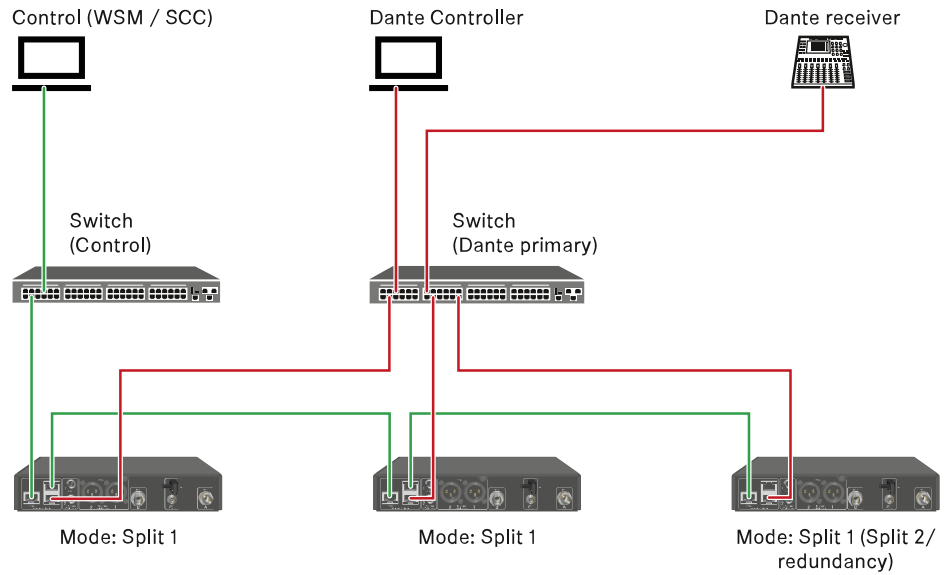 Control (WSM / SCC)
Dante Controller
Dante receiver
Switch
(Control)
Switch
(Dante primary)
Mode: Split 1
Mode: Split 1
Mode: Split 1 (Split 2/
redundancy)